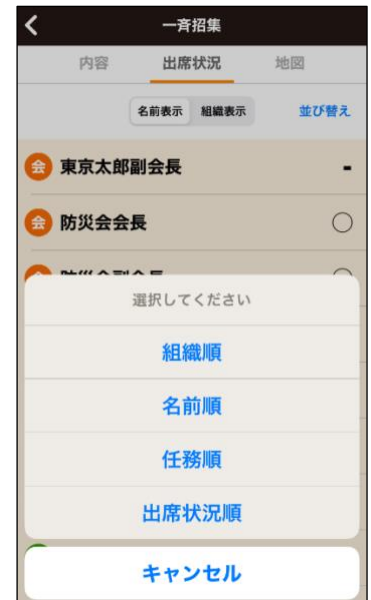 一斉招集
内容 出席状況 地図
名前表示 組織表示 並び替え
会 東京太郎副会長 -
会 防災会会長 ○
選択してください
組織順
名前順
任務順
出席状況順
キャンセル